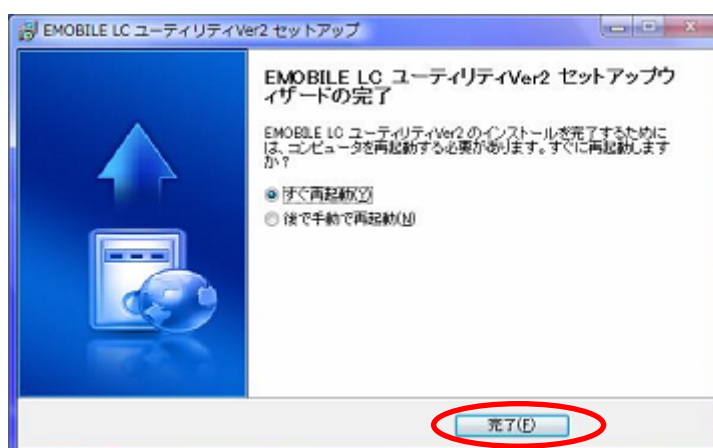 EMOBILE LC ユーティリティVer2 セットアップ
EMOBILE LC ユーティリティVer2 セットアップウ
ィザードの完了
EMOBILE LC ユーティリティVer2 のインストールを完了するために
は、コンピュータを再起動する必要があります。すぐに再起動します
か?
すぐ再起動(Y)
後で手動で再起動(N)
完了(F)